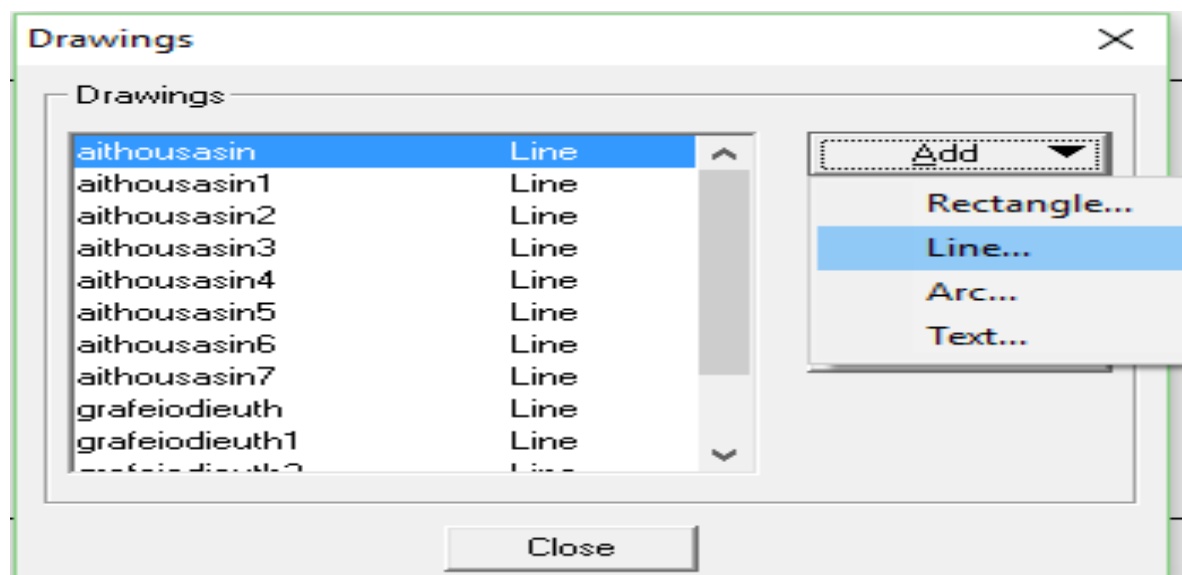 Drawings
Drawings
aithousasin Line
aithousasin1 Line
aithousasin2 Line
aithousasin3 Line
aithousasin4 Line
aithousasin5 Line
aithousasin6 Line
aithousasin7 Line
grafeiodieuth Line
grafeiodieuth1 Line
Add
Rectangle...
Line...
Arc...
Text...
Close